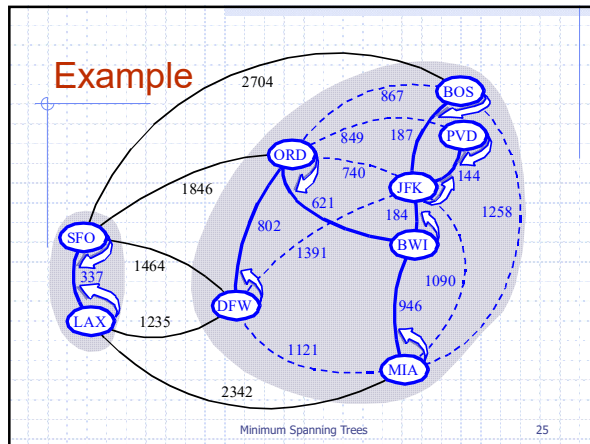 Example
2704
867
BOS
849
187
PVD
ORD
740
144
JFK
1846
621
184
1258
802
BWI
SFO
1391
1464
1090
337
946
DFW
LAX
1235
1121
MIA
2342
Minimum Spanning Trees
25